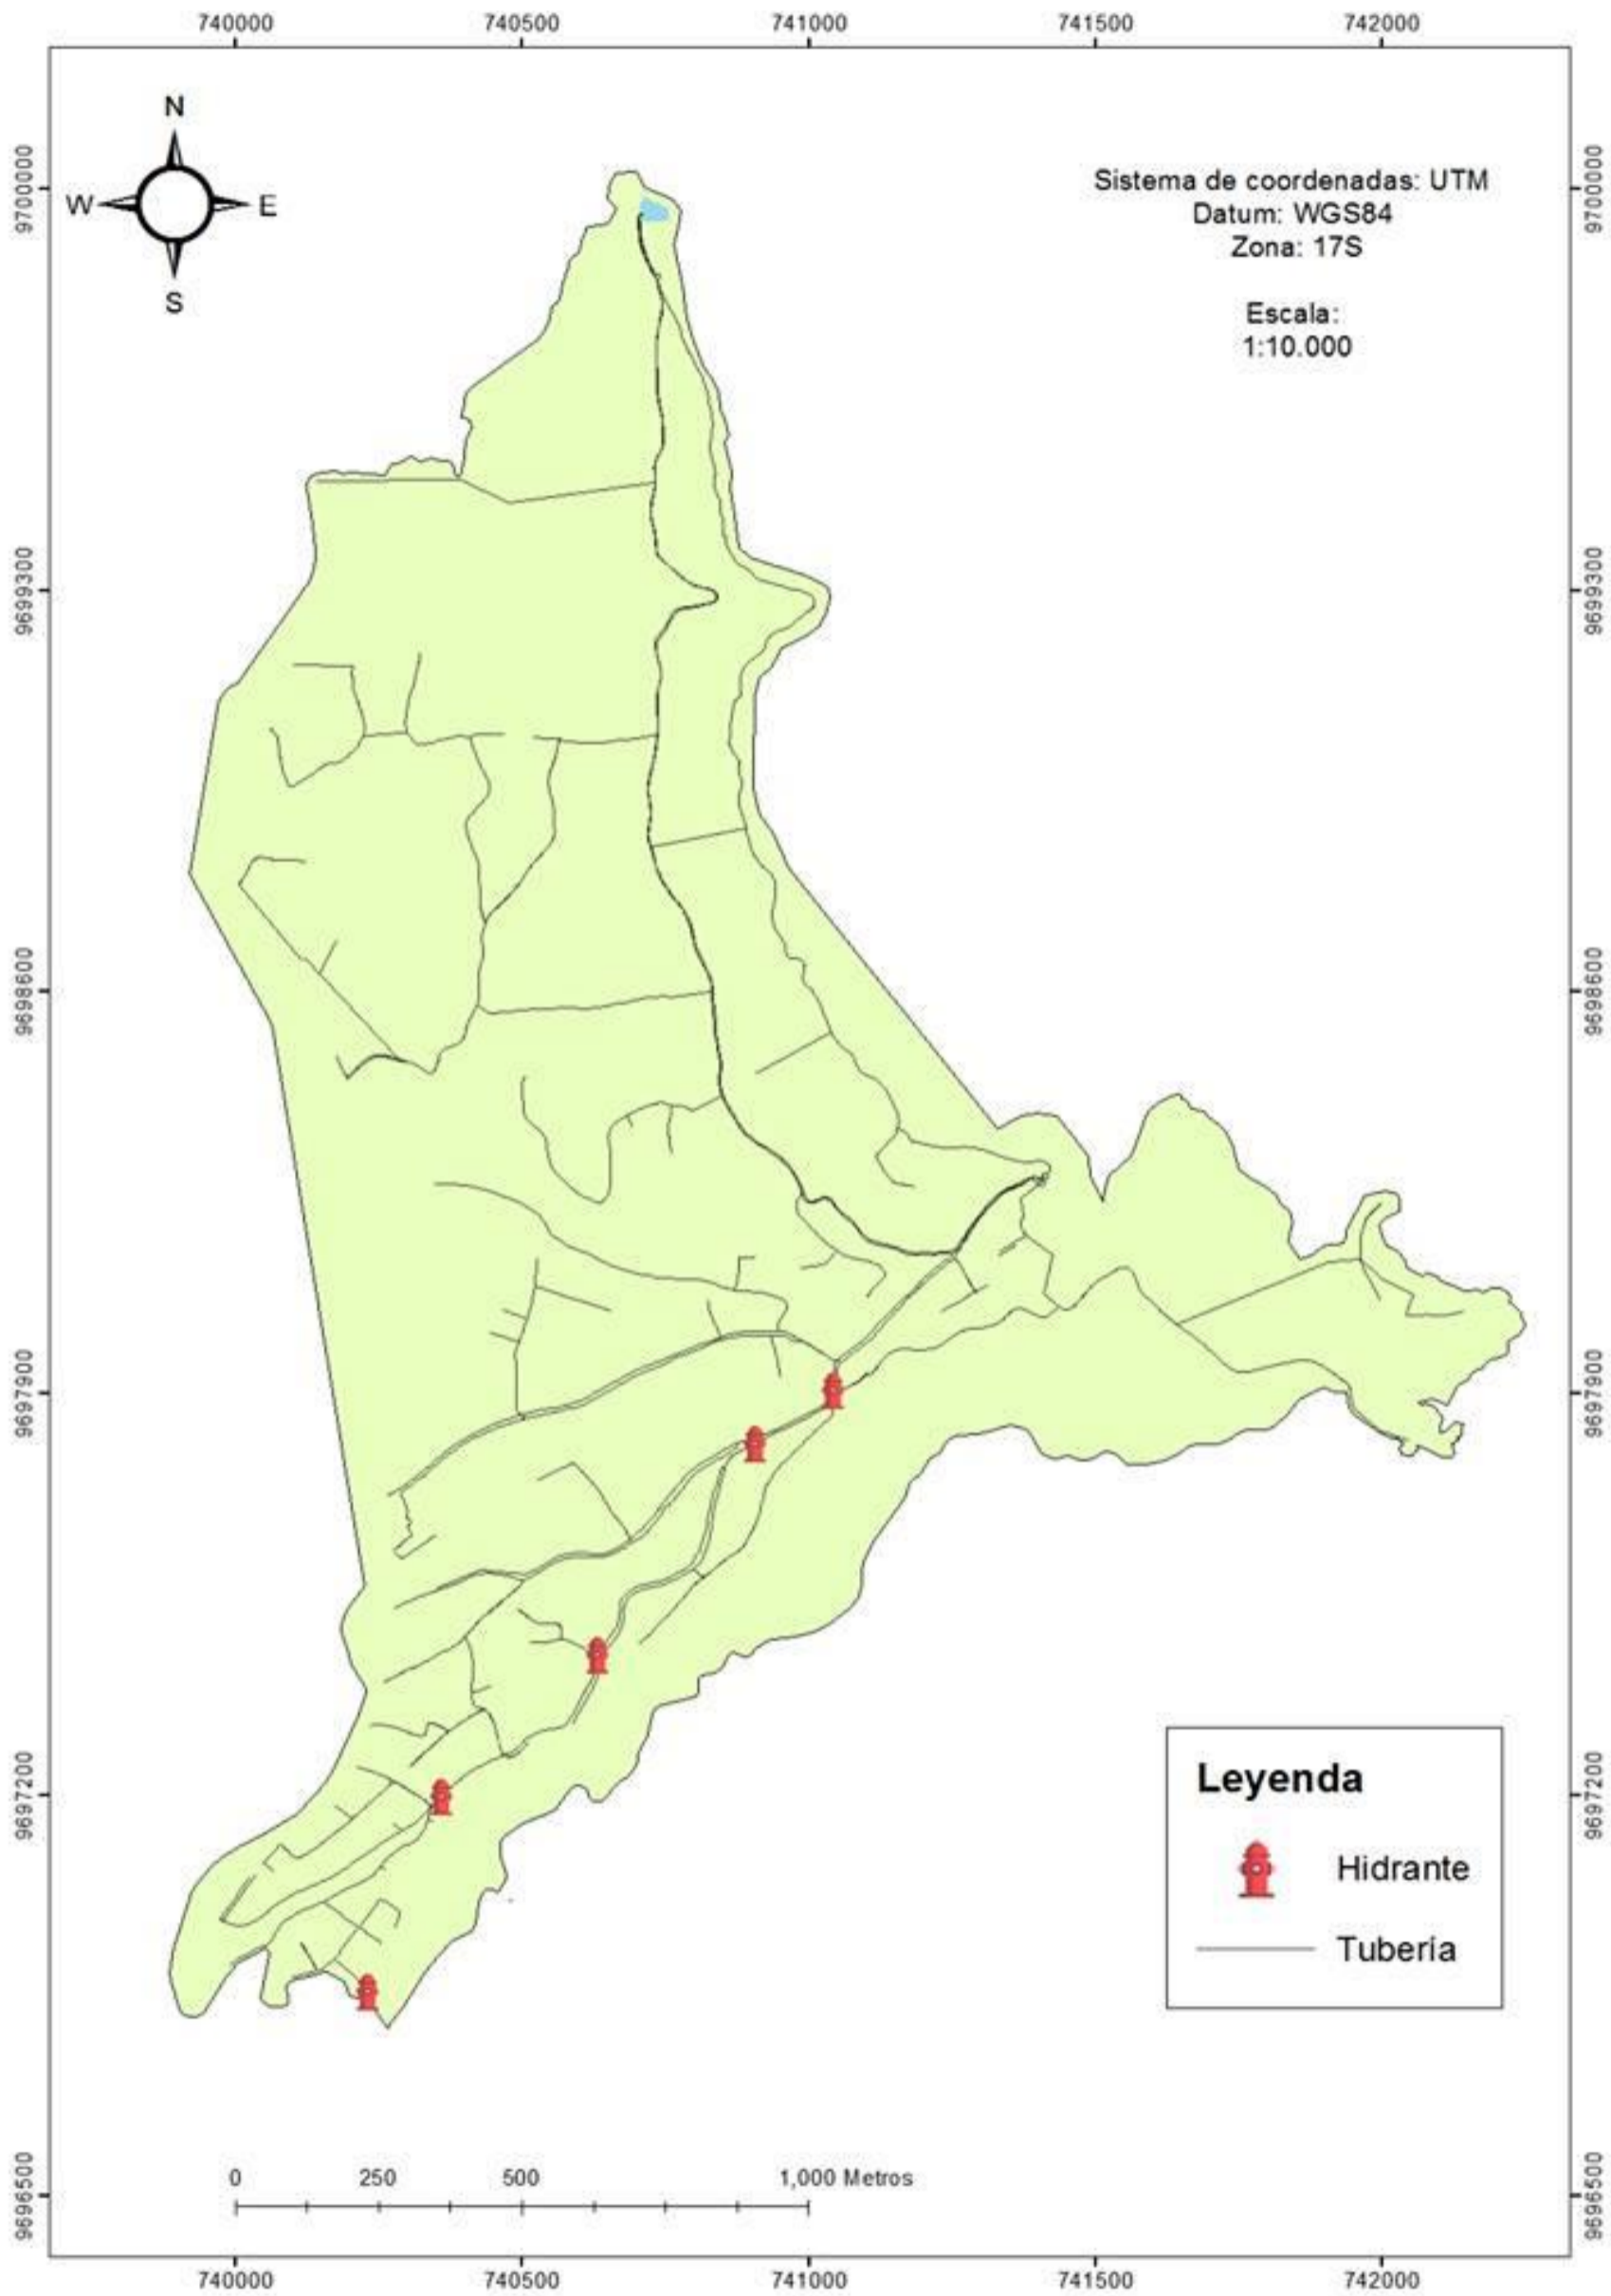 740000 740500 741000 741500 742000
N
W E
S
Sistema de coordenadas: UTM
Datum: WGS84
Zona: 17S
Escala:
1:10.000
9700000 9700000
9699300 9699300
9698600 9698600
9697900 9697900
9697200 9697200
9696500 9696500
Leyenda
Hidrante
Tubería
0 250 500 1,000 Metros
740000 740500 741000 741500 742000